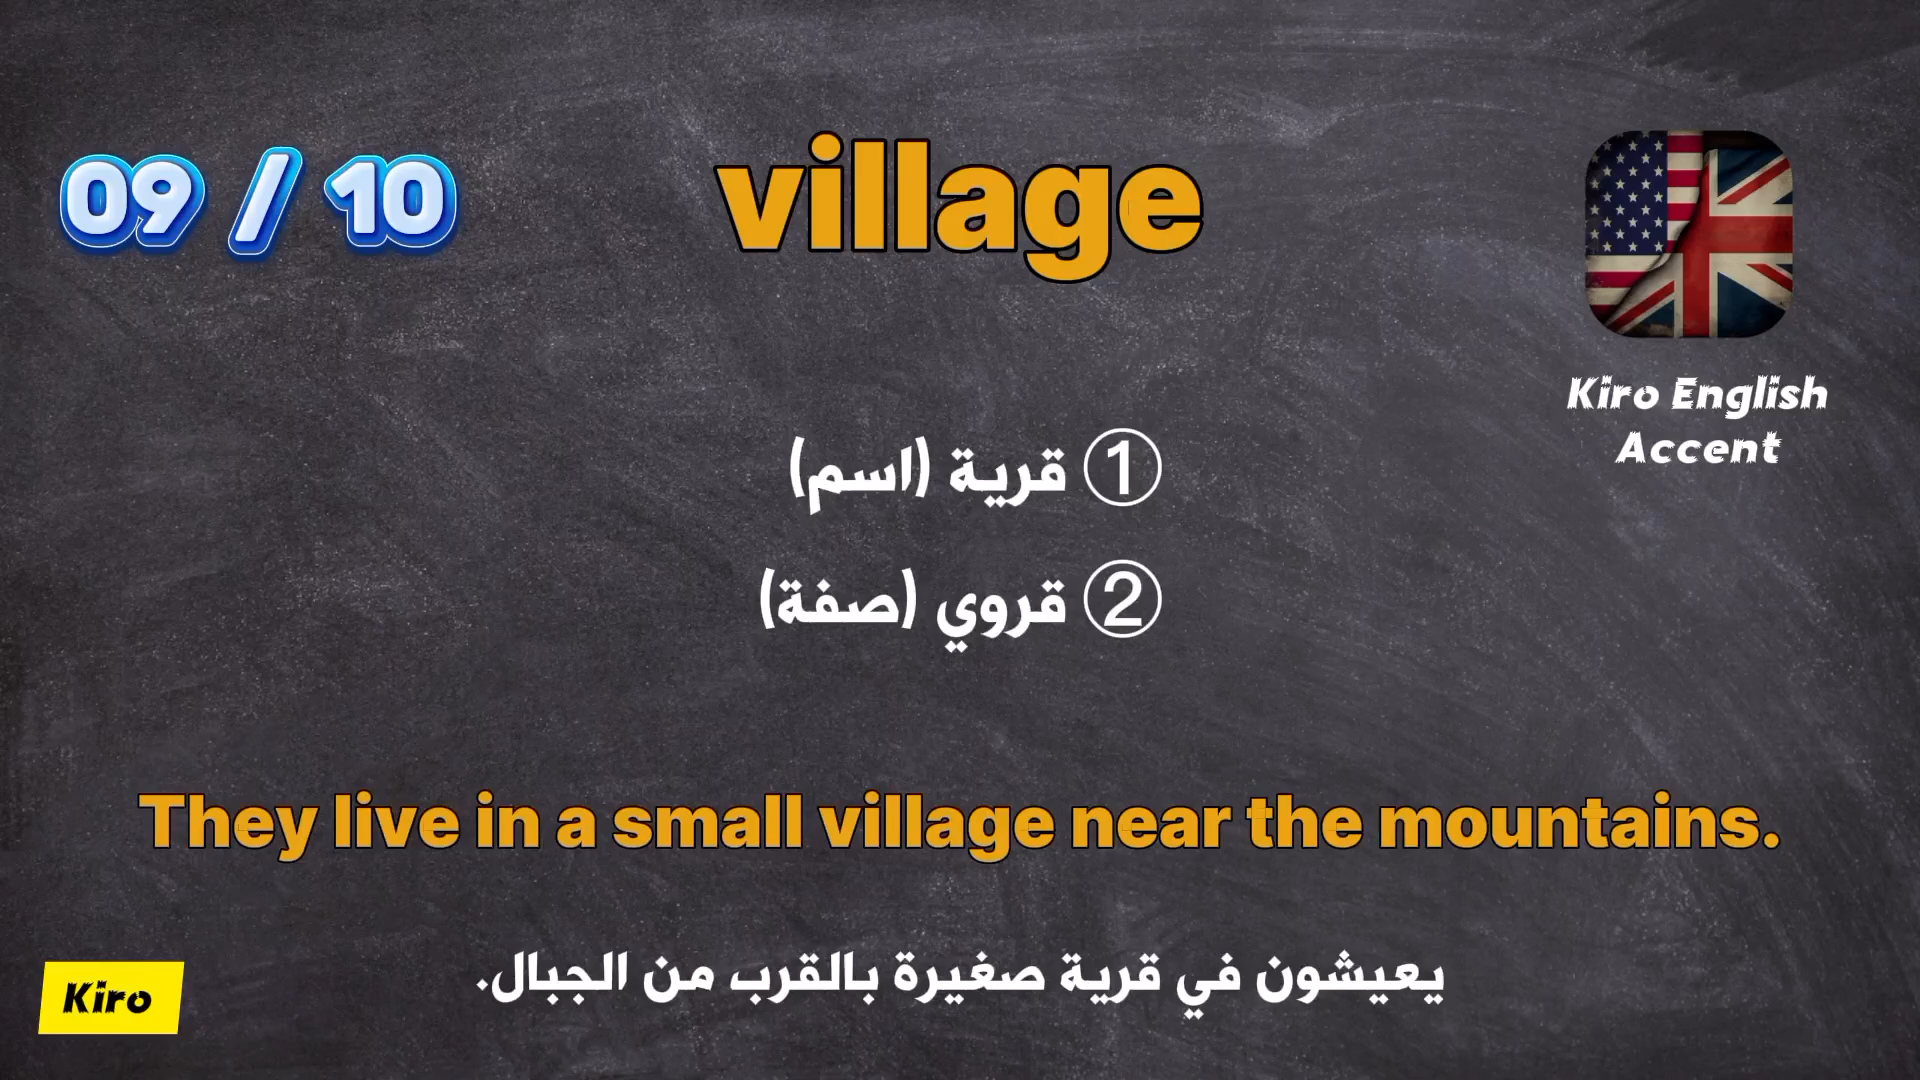 09 / 10
village
Kiro English
Accent
① قرية (اسم)
② قروي (صفة)
They live in a small village near the mountains.
يعيشون في قرية صغيرة بالقرب من الجبال.
Kiro